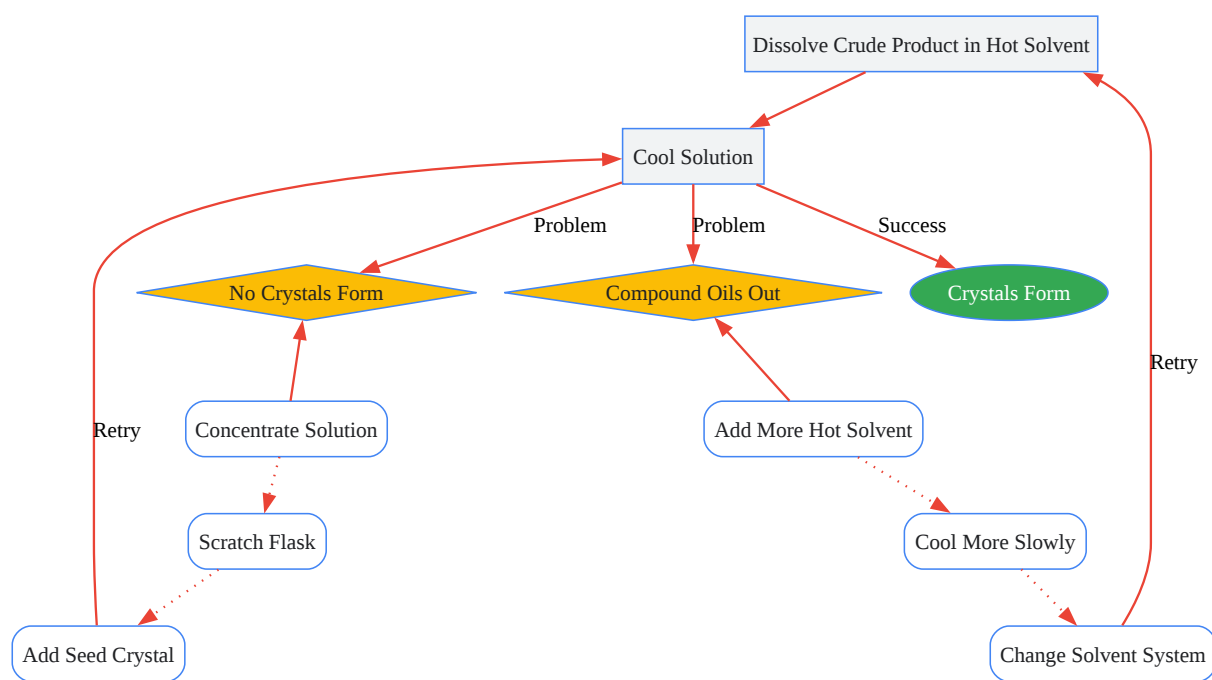 Dissolve Crude Product in Hot Solvent
Cool Solution
Problem
Problem
Success
No Crystals Form
Compound Oils Out
Crystals Form
Retry
Concentrate Solution
Add More Hot Solvent
Retry
Scratch Flask
Cool More Slowly
Add Seed Crystal
Change Solvent System